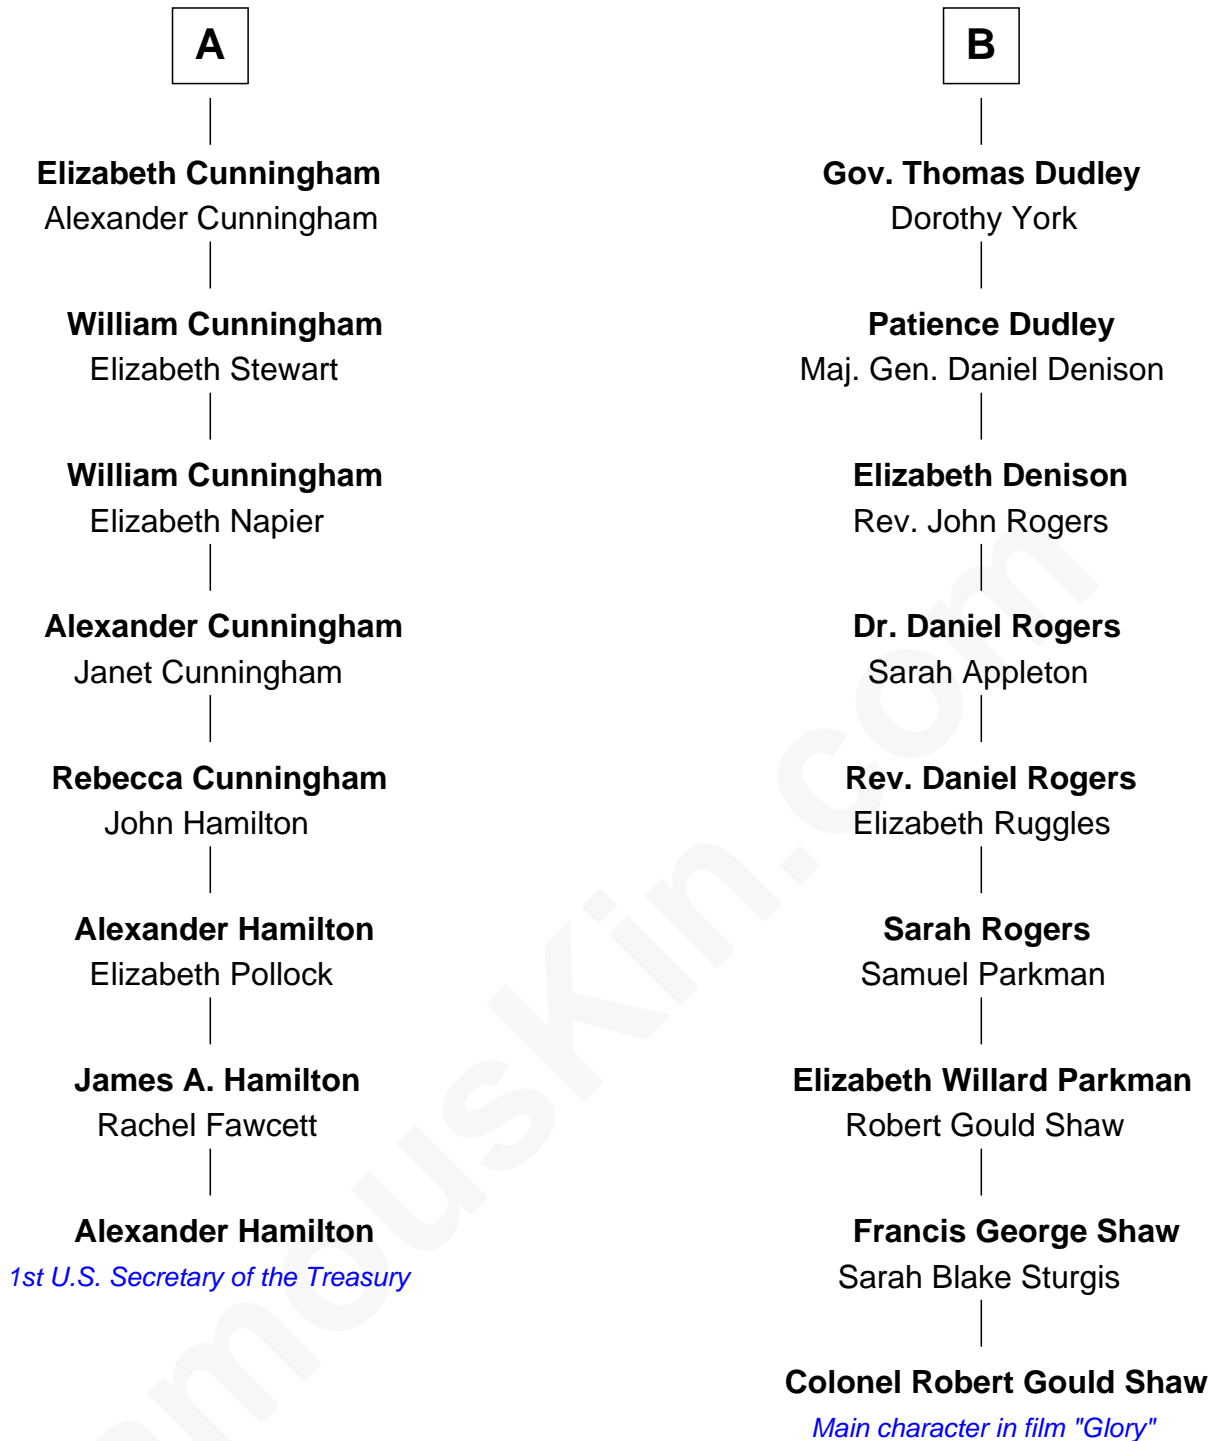 A
Elizabeth Cunningham
Alexander Cunningham
William Cunningham
Elizabeth Stewart
William Cunningham
Elizabeth Napier
Alexander Cunningham
Janet Cunningham
Rebecca Cunningham
John Hamilton
Alexander Hamilton
Elizabeth Pollock
James A. Hamilton
Rachel Fawcett
Alexander Hamilton
1st U.S. Secretary of the Treasury
B
Gov. Thomas Dudley
Dorothy York
Patience Dudley
Maj. Gen. Daniel Denison
Elizabeth Denison
Rev. John Rogers
Dr. Daniel Rogers
Sarah Appleton
Rev. Daniel Rogers
Elizabeth Ruggles
Sarah Rogers
Samuel Parkman
Elizabeth Willard Parkman
Robert Gould Shaw
Francis George Shaw
Sarah Blake Sturgis
Colonel Robert Gould Shaw
Main character in film "Glory"
amouskin.com